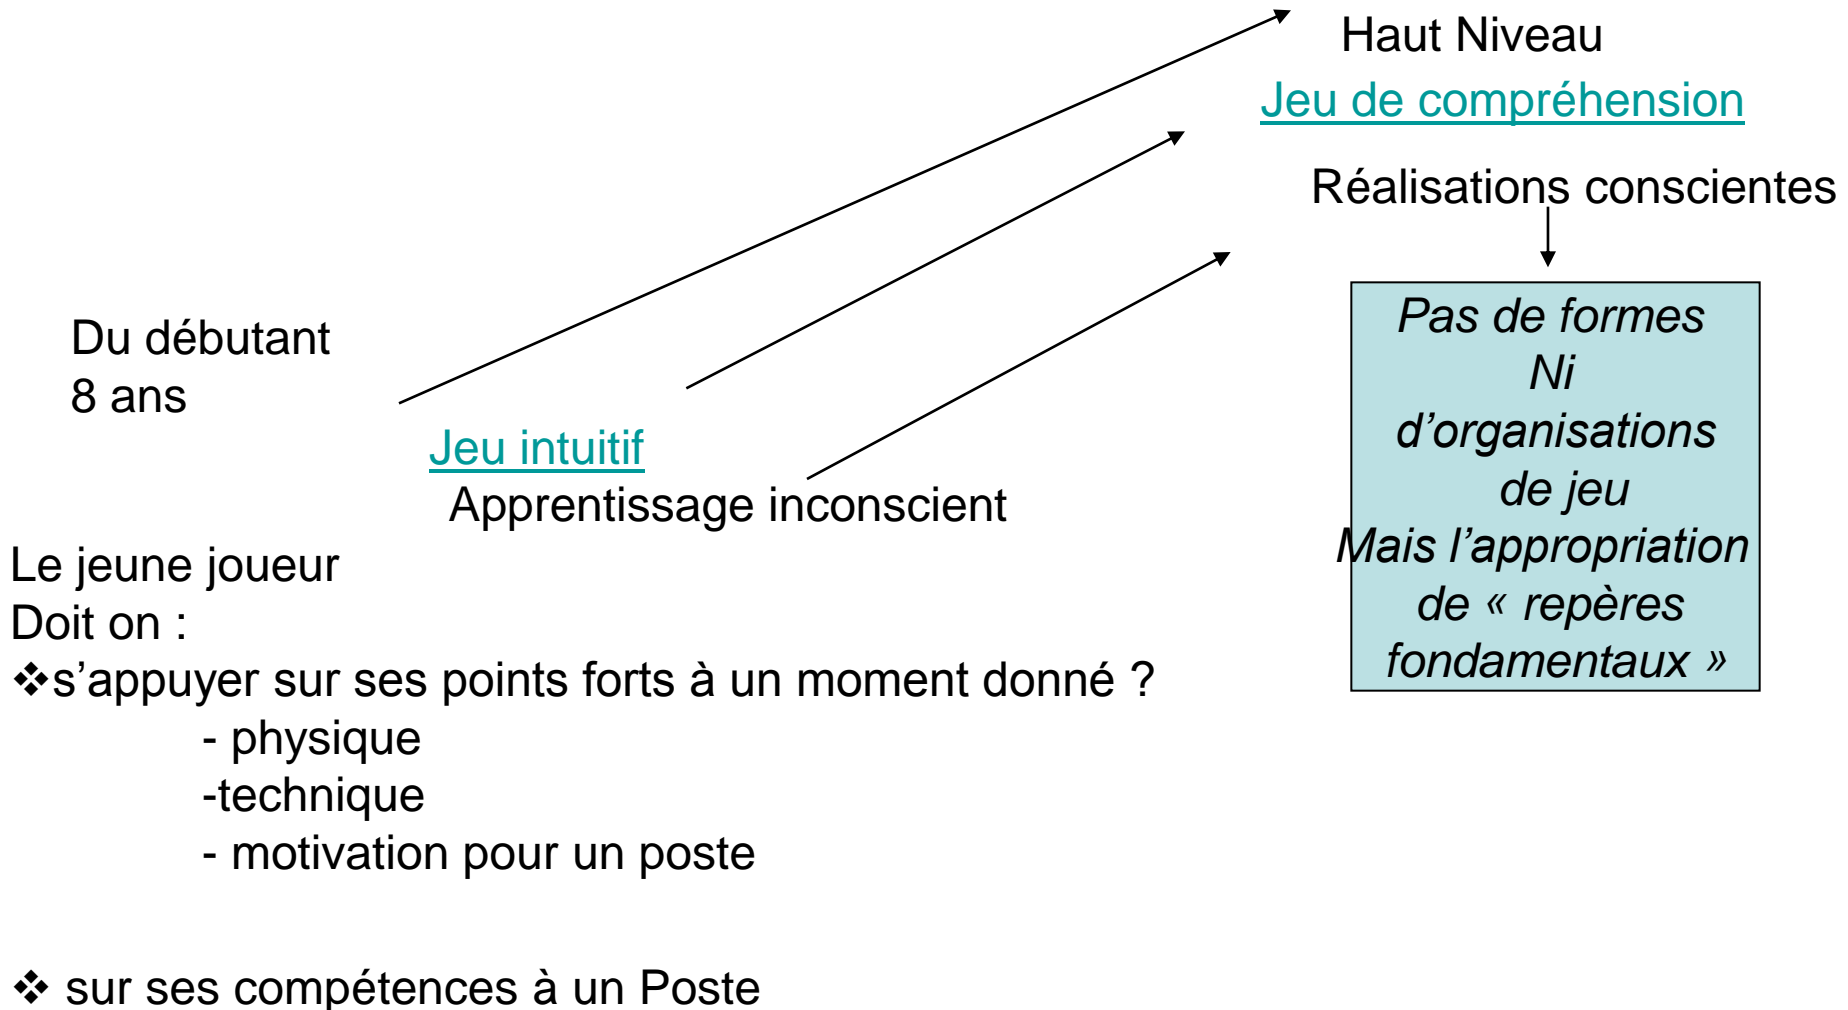 Haut Niveau
Jeu de compréhension
Réalisations conscientes
Pas de formes
Ni
d’organisations
de jeu
Mais l’appropriation
de « repères
fondamentaux »
Du débutant
8 ans
Jeu intuitif
Apprentissage inconscient
Le jeune joueur
Doit on :
❖s’appuyer sur ses points forts à un moment donné ?
- physique
-technique
- motivation pour un poste
❖ sur ses compétences à un Poste